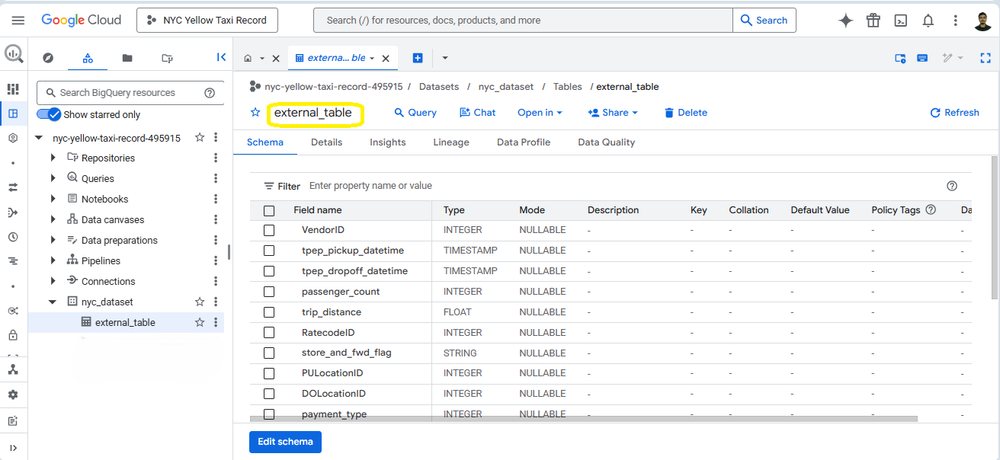 Google Cloud
NYC Yellow Taxi Record
Search (/) for resources, docs, products, and more
Search
externa... ble
Search BigQuery resources
Show starred only
nyc-yellow-taxi-record-495915
Repositories
Queries
Notebooks
Data canvases
Data preparations
Pipelines
Connections
nyc_dataset
external_table
nyc-yellow-taxi-record-495915 / Datasets / nyc_dataset / Tables / external_table
external_table Query Chat Open in Share Delete Refresh
Schema Details Insights Lineage Data Profile Data Quality
Filter Enter property name or value
Field name Type Mode Description Key Collation Default Value Policy Tags Da
VendorID INTEGER NULLABLE - - - - - -
tpep_pickup_datetime TIMESTAMP NULLABLE - - - - - -
tpep_dropoff_datetime TIMESTAMP NULLABLE - - - - - -
passenger_count INTEGER NULLABLE - - - - - -
trip_distance FLOAT NULLABLE - - - - - -
RatecodeID INTEGER NULLABLE - - - - - -
store_and_fwd_flag STRING NULLABLE - - - - - -
PULocationID INTEGER NULLABLE - - - - - -
DOLocationID INTEGER NULLABLE - - - - - -
payment_type INTEGER NULLABLE - - - - - -
Edit schema